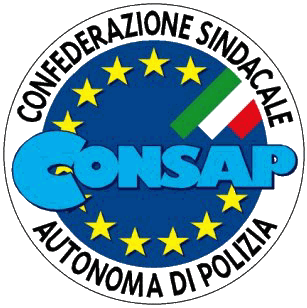 CONFEDERAZIONE SINDACALE
CONSAP
AUTONOMA DI POLIZIA